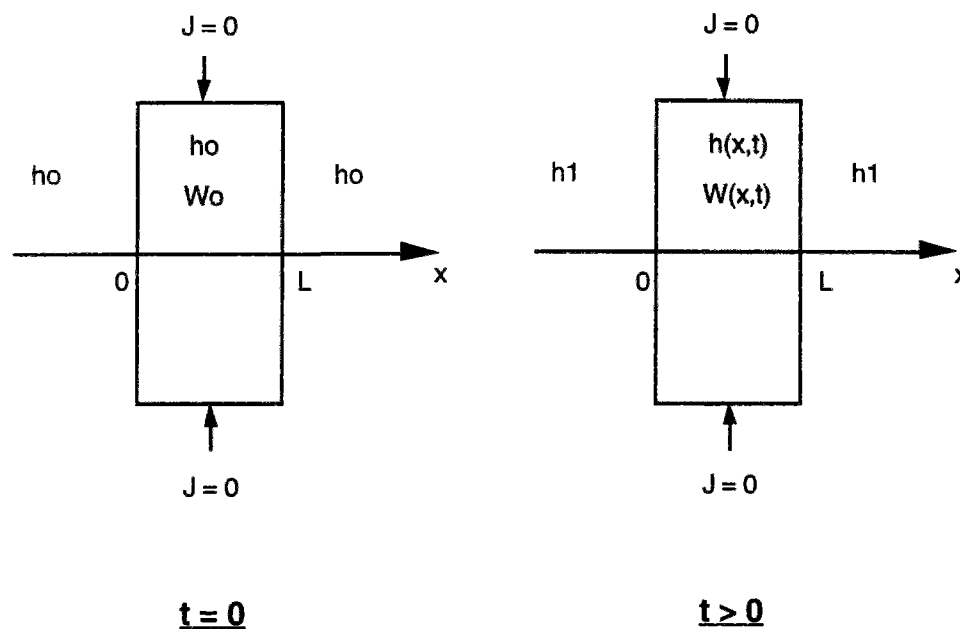 J = 0
ho
ho
Wo
ho
0
L
x
J = 0
t = 0
J = 0
h1
h(x,t)
W(x,t)
h1
0
L
x
J = 0
t > 0